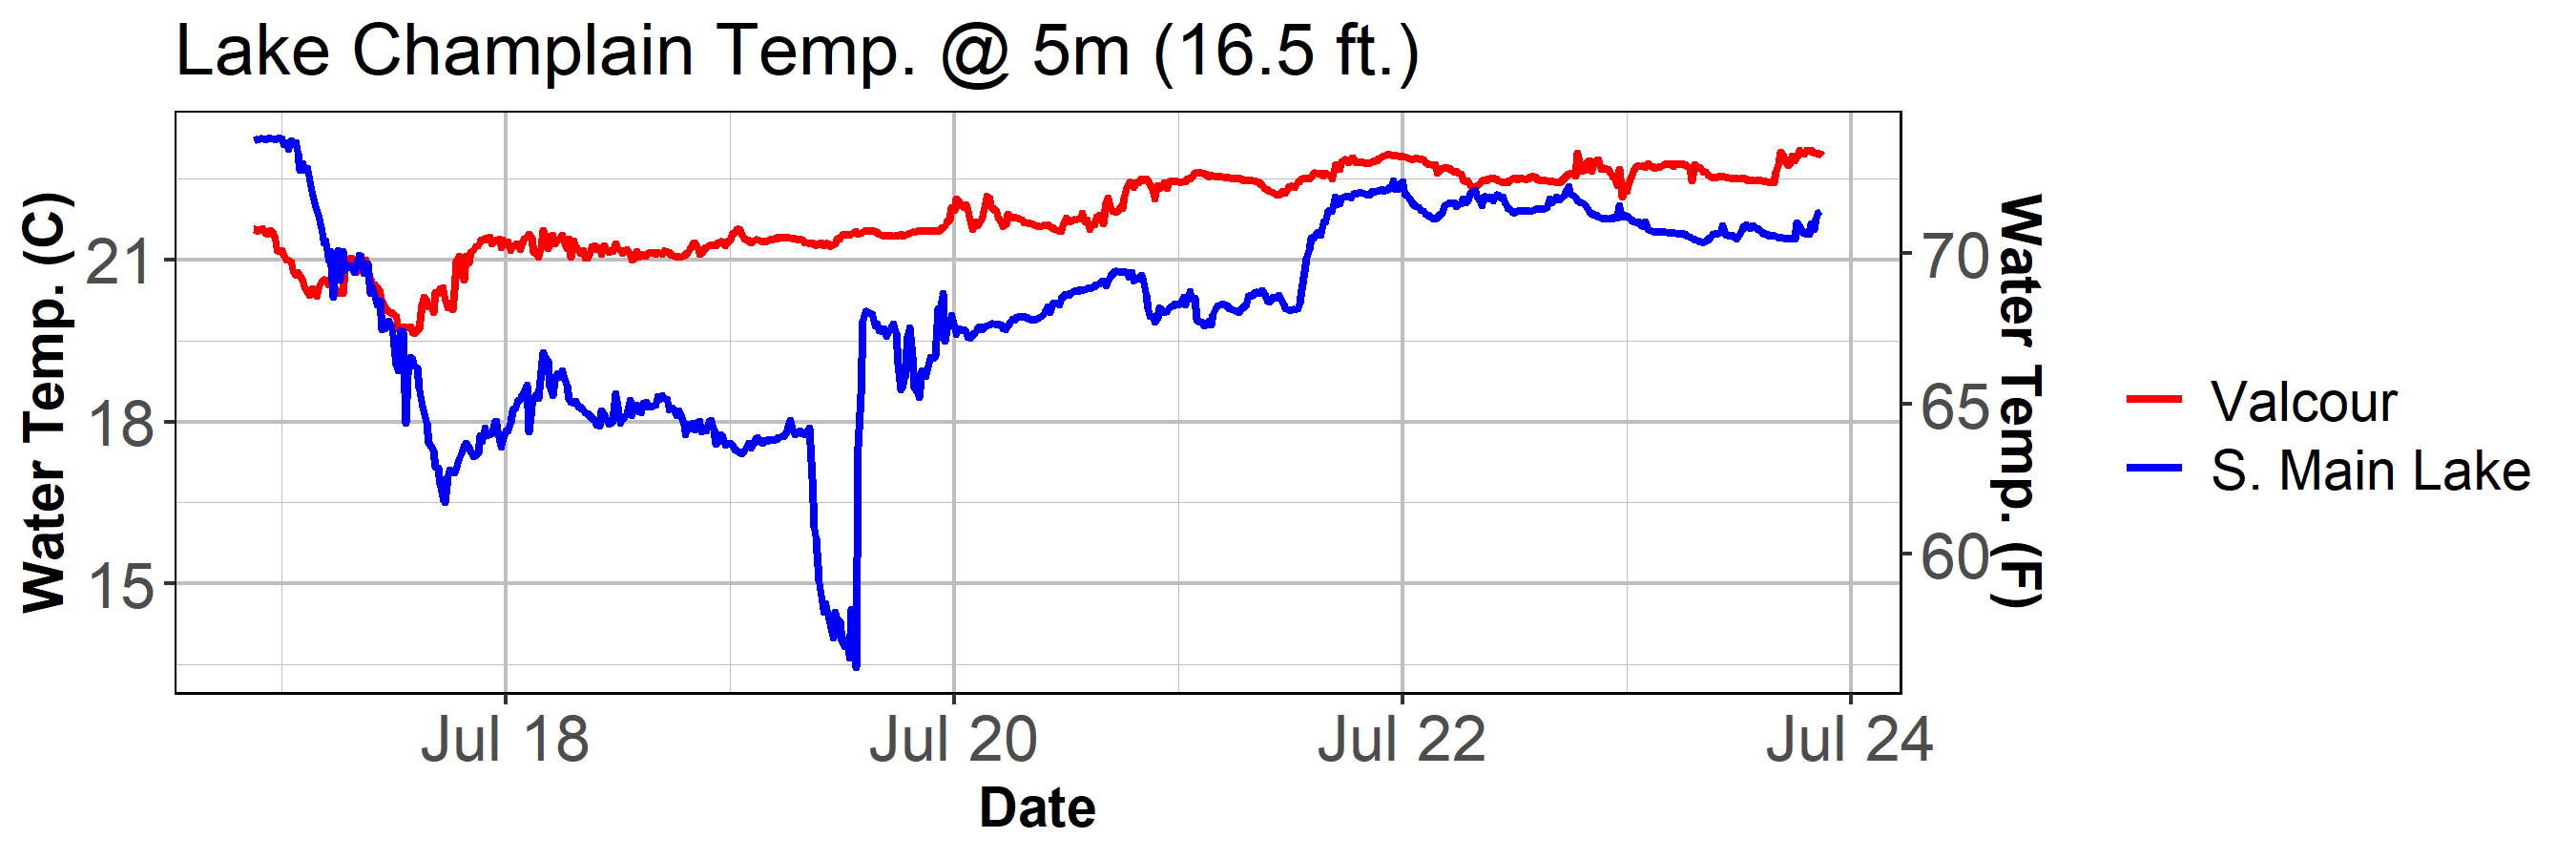 Lake Champlain Temp. @ 5m (16.5 ft.)
Water Temp. (C)
21
18
15
70
65
60
Water Temp. (F)
Jul 18
Jul 20
Jul 22
Jul 24
Date
Valcour
S. Main Lake